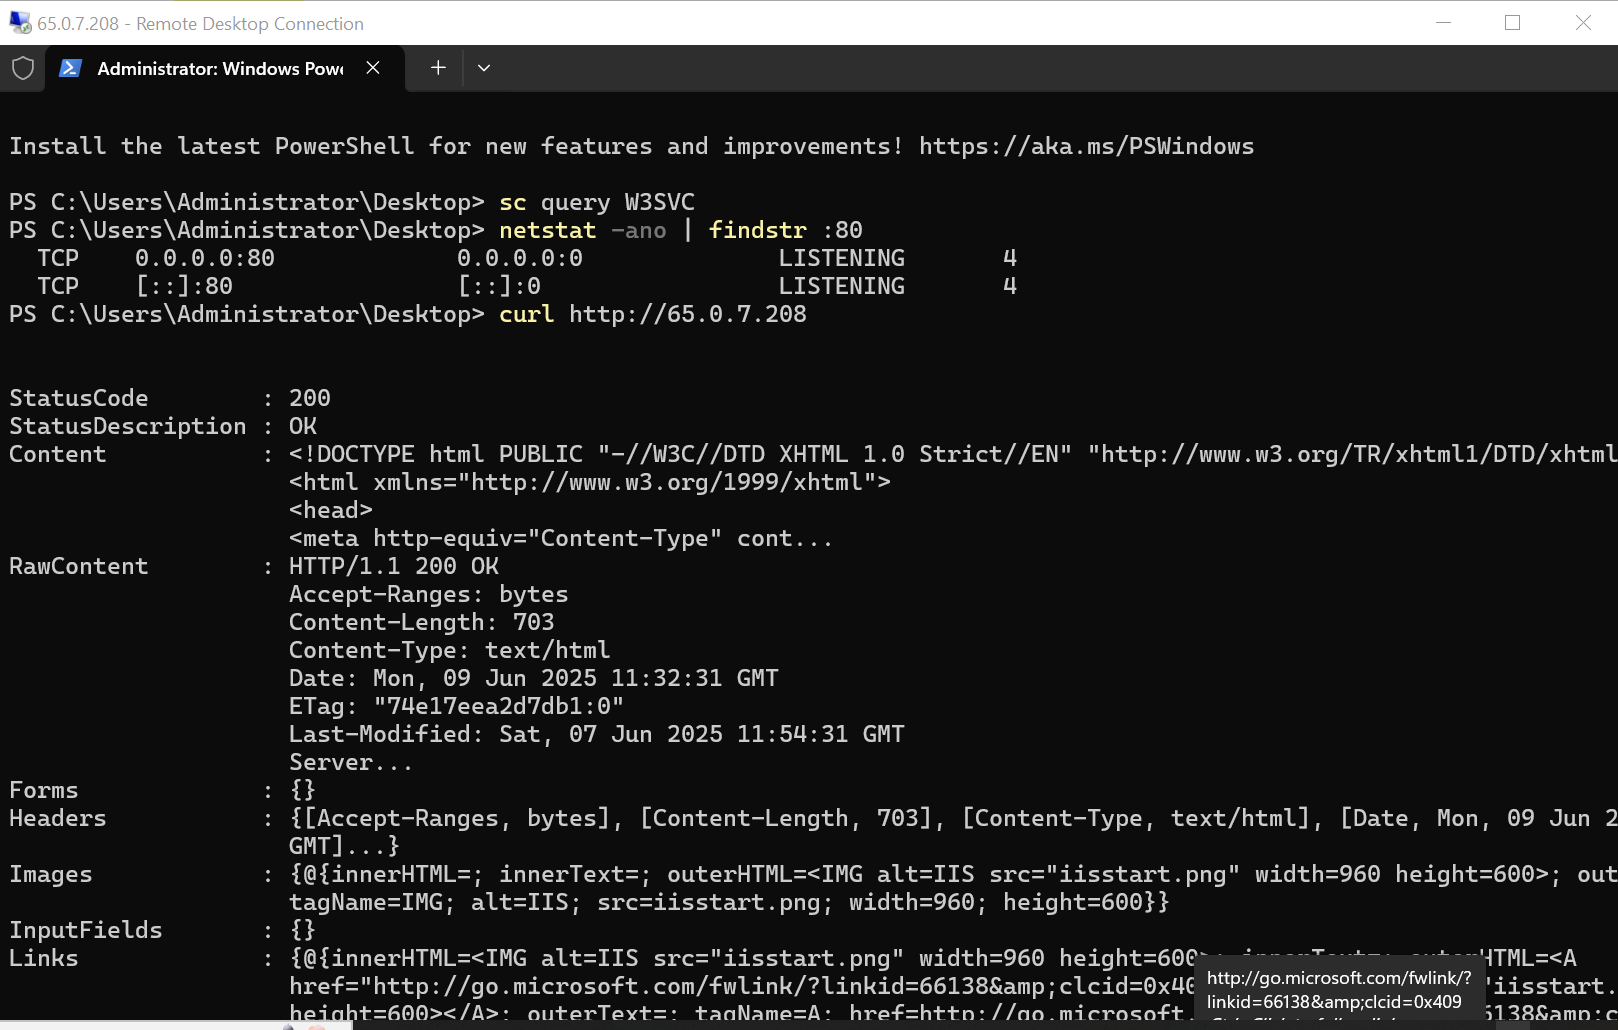 65.0.7.208 - Remote Desktop Connection
Administrator: Windows Powe
Install the latest PowerShell for new features and improvements! https://aka.ms/PSWindows
PS C:\Users\Administrator\Desktop> sc query W3SVC
PS C:\Users\Administrator\Desktop> netstat -ano | findstr :80
TCP    0.0.0.0:80             0.0.0.0:0              LISTENING       4
TCP    [::]:80                [::]:0                 LISTENING       4
PS C:\Users\Administrator\Desktop> curl http://65.0.7.208
StatusCode        : 200
StatusDescription : OK
Content           : <!DOCTYPE html PUBLIC "-//W3C//DTD XHTML 1.0 Strict//EN" "http://www.w3.org/TR/xhtml1/DTD/xhtml
<html xmlns="http://www.w3.org/1999/xhtml">
<head>
<meta http-equiv="Content-Type" cont...
RawContent        : HTTP/1.1 200 OK
Accept-Ranges: bytes
Content-Length: 703
Content-Type: text/html
Date: Mon, 09 Jun 2025 11:32:31 GMT
ETag: "74e17eea2d7db1:0"
Last-Modified: Sat, 07 Jun 2025 11:54:31 GMT
Server...
Forms             : {}
Headers           : {[Accept-Ranges, bytes], [Content-Length, 703], [Content-Type, text/html], [Date, Mon, 09 Jun 2
GMT]...}
Images            : {@{innerHTML=; innerText=; outerHTML=<IMG alt=IIS src="iisstart.png" width=960 height=600>; out
tagName=IMG; alt=IIS; src=iisstart.png; width=960; height=600}}
InputFields       : {}
Links             : {@{innerHTML=<IMG alt=IIS src="iisstart.png" width=960 height=600>; innerText=; outerHTML=<A
href="http://go.microsoft.com/fwlink/?linkid=66138&amp;clcid=0x40 "iisstart.
height=600></A>; outerText=; tagName=A; href=http://go.microsoft. 6138&amp;c
http://go.microsoft.com/fwlink/?
linkid=66138&amp;clcid=0x409